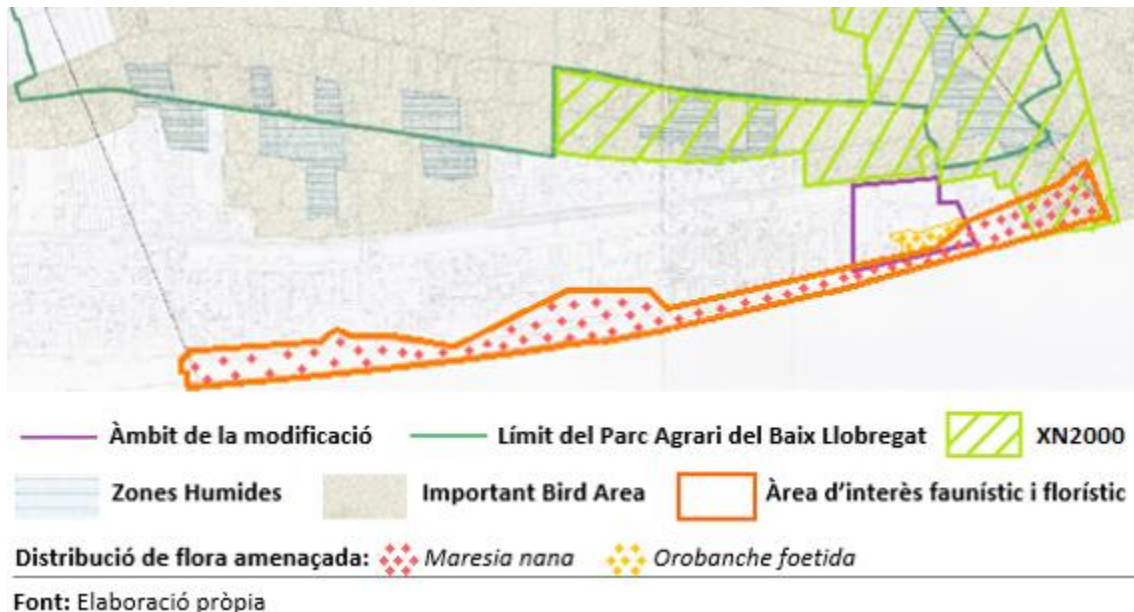 Àmbit de la modificació Límit del Parc Agrari del Baix Llobregat XN2000
Zones Humides Important Bird Area Àrea d'interès faunístic i florístic
Distribució de flora amenaçada: Maresia nana Orobanche foetida
Font: Elaboració pròpia